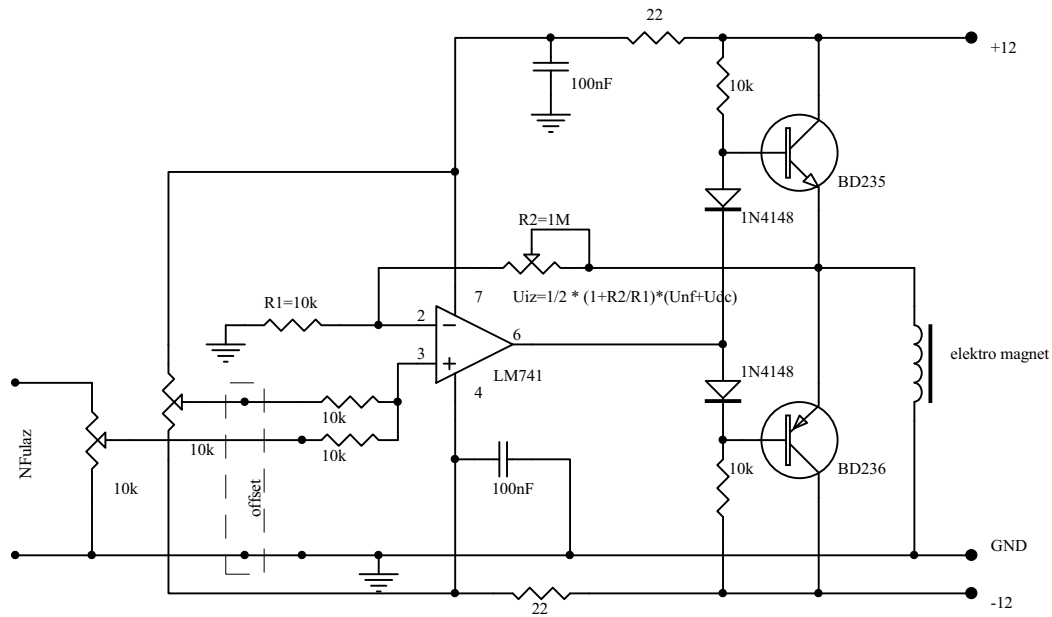 22
+12
100nF
10k
BD235
1N4148
R2=1M
7
Uiz=1/2 * (1+R2/R1)*(Unf+Udc)
R1=10k
2
6
3
LM741
4
1N4148
elektro magnet
10k
10k
10k
10k
10k
BD236
100nF
NFulaz
offset
GND
22
-12